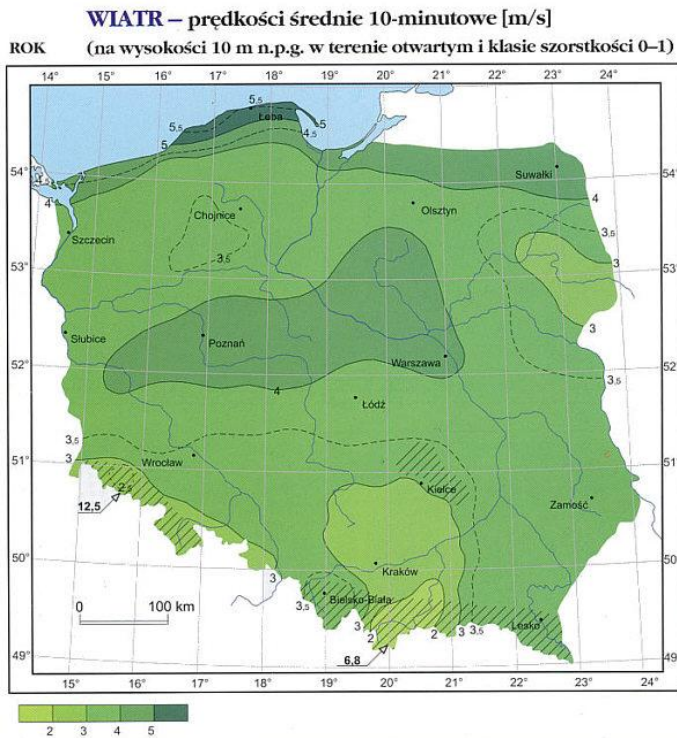 WIATR – prędkości średnie 10-minutowe [m/s]
ROK (na wysokości 10 m n.p.g. w terenie otwartym i klasie szorstkości 0–1)
14° 15° 16° 17° 18° 19° 20° 21° 22° 23° 24°
5,5 5
5,5 Łeba 4,5
5
54° 4,5 Suwałki 54°
4 4
Chojnice Olsztyn
Szczecin 3,5 3,5
53° 3,5 3 53°
Słubice Poznań 3
52° Warszawa 52°
4 3,5
Łódź
3,5
51° 3 Wrocław 51°
2,5 Kielce
12,5 Zamość
50° Kraków 50°
3
0 100 km 3,5 Bielsko-Biała
3 2 2 3 3,5 Lesko
49° 6,8 49°
15° 16° 17° 18° 19° 20° 21° 22° 23° 24°
2 3 4 5